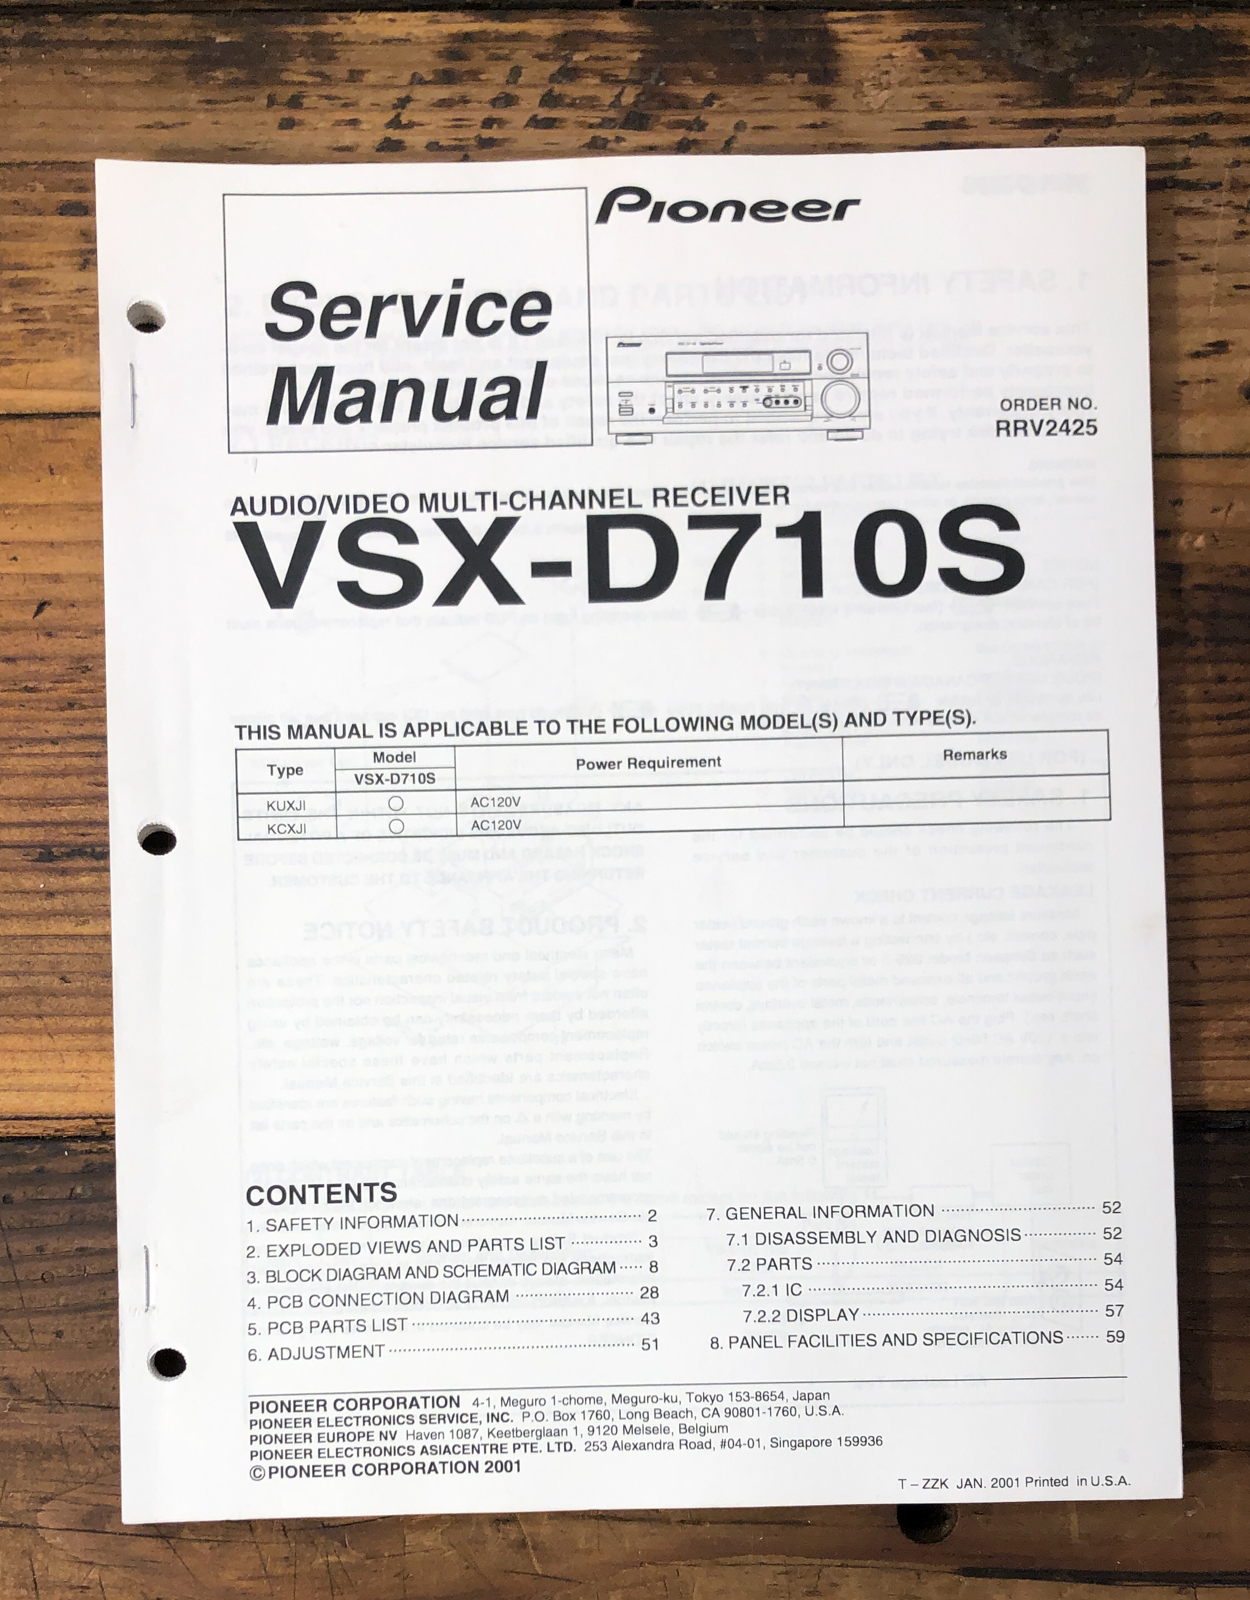 Pioneer
Service
Manual
Pioneer
ORDER NO.
RRV2425
AUDIO/VIDEO MULTI-CHANNEL RECEIVER
VSX-D710S
THIS MANUAL IS APPLICABLE TO THE FOLLOWING MODEL(S) AND TYPE(S).
Type Model Power Requirement Remarks
VSX-D710S
KUXJI ○ AC120V
KCXJI ○ AC120V
CONTENTS
1. SAFETY INFORMATION ························ 2
2. EXPLODED VIEWS AND PARTS LIST ············ 3
3. BLOCK DIAGRAM AND SCHEMATIC DIAGRAM ····· 8
4. PCB CONNECTION DIAGRAM ················ 28
5. PCB PARTS LIST ························ 43
6. ADJUSTMENT ························ 51
7. GENERAL INFORMATION ···················· 52
7.1 DISASSEMBLY AND DIAGNOSIS ············ 52
7.2 PARTS ························ 54
7.2.1 IC ························ 54
7.2.2 DISPLAY ························ 57
8. PANEL FACILITIES AND SPECIFICATIONS ······ 59
PIONEER CORPORATION 4-1, Meguro 1-chome, Meguro-ku, Tokyo 153-8654, Japan
PIONEER ELECTRONICS SERVICE, INC. P.O. Box 1760, Long Beach, CA 90801-1760, U.S.A.
PIONEER EUROPE NV Haven 1087, Keetberglaan 1, 9120 Melsele, Belgium
PIONEER ELECTRONICS ASIACENTRE PTE. LTD. 253 Alexandra Road, #04-01, Singapore 159936
©PIONEER CORPORATION 2001
T – ZZK JAN. 2001 Printed in U.S.A.